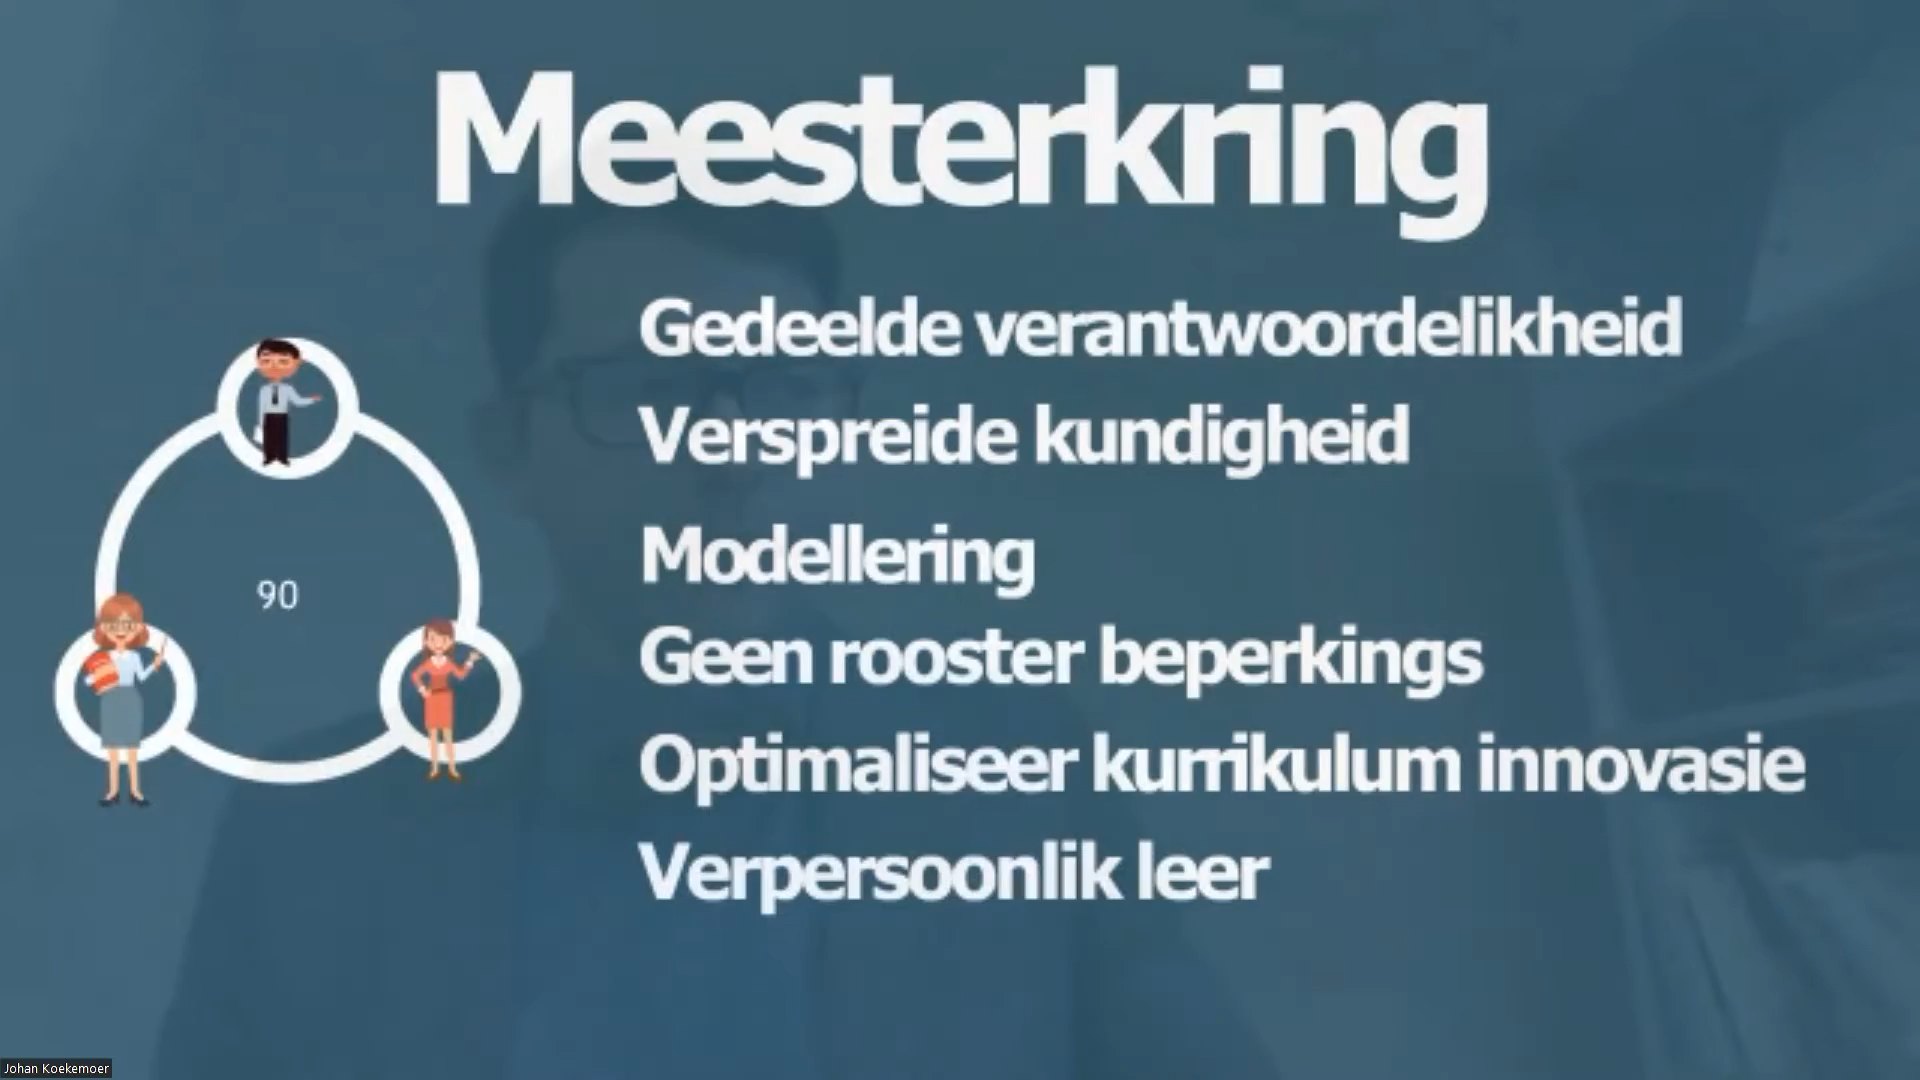 Meesterkring
Gedeelde verantwoordelikheid
Verspreide kundigheid
Modellering
90
Geen rooster beperkings
Optimaliseer kurrikulum innovasie
Verpersoonlik leer
Johan Koekemoer